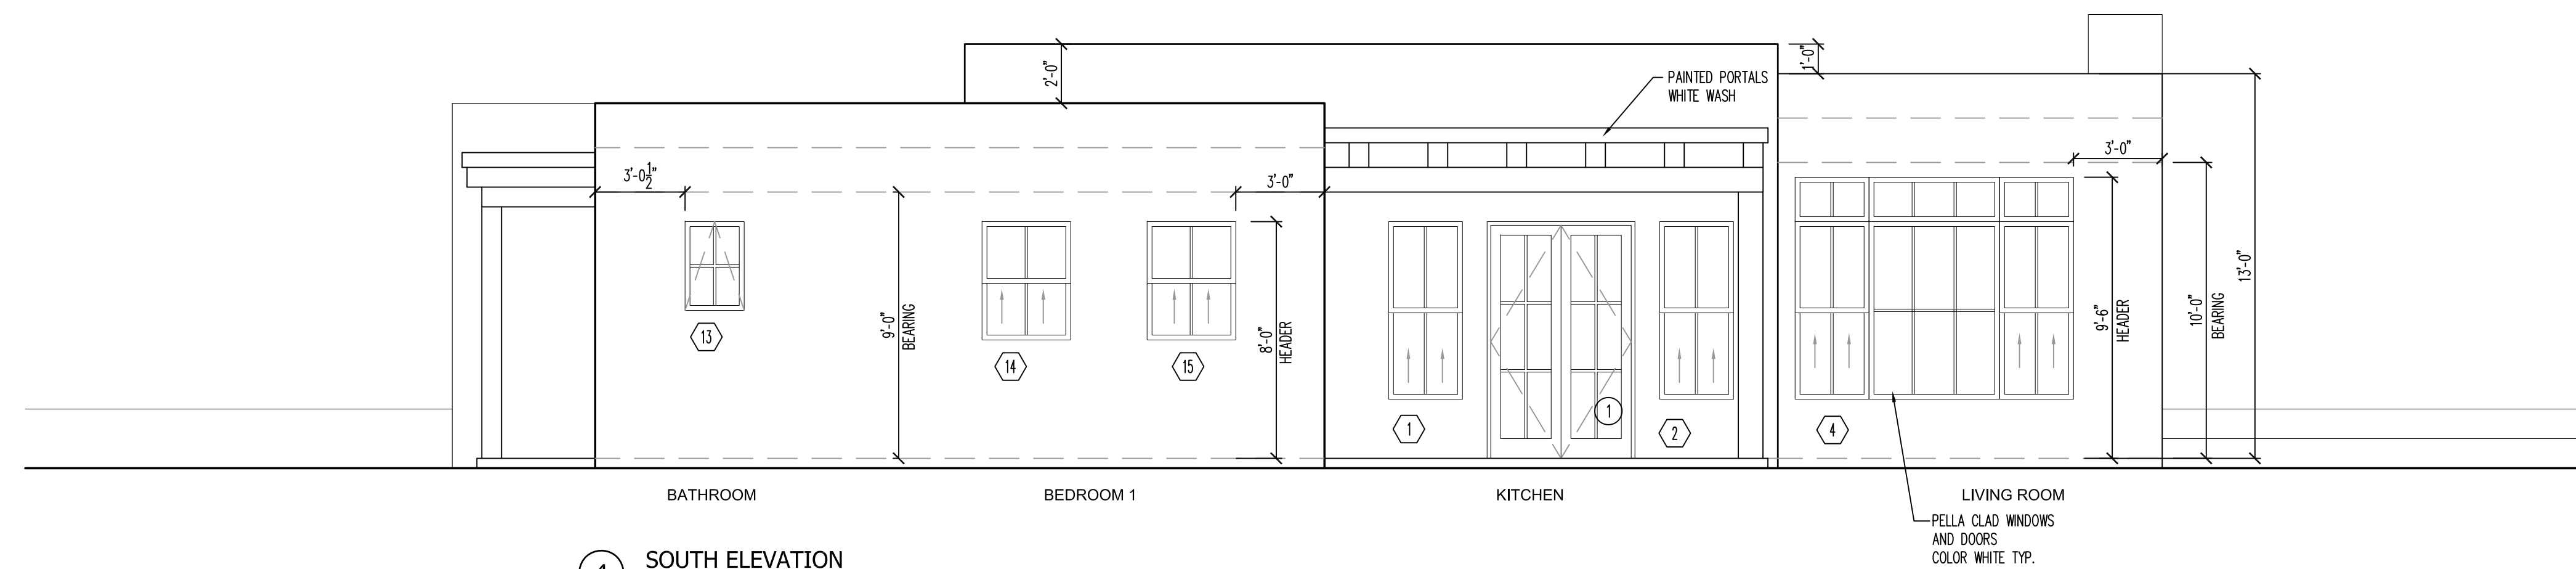 2'-0"
1'-0"
PAINTED PORTALS
WHITE WASH
3'-0 1/2"
3'-0"
3'-0"
13
14
15
9'-0"
BEARING
8'-0"
HEADER
1
1
2
4
9'-6"
HEADER
10'-0"
BEARING
13'-0"
BATHROOM
BEDROOM 1
KITCHEN
LIVING ROOM
PELLA CLAD WINDOWS
AND DOORS
COLOR WHITE TYP.
SOUTH ELEVATION